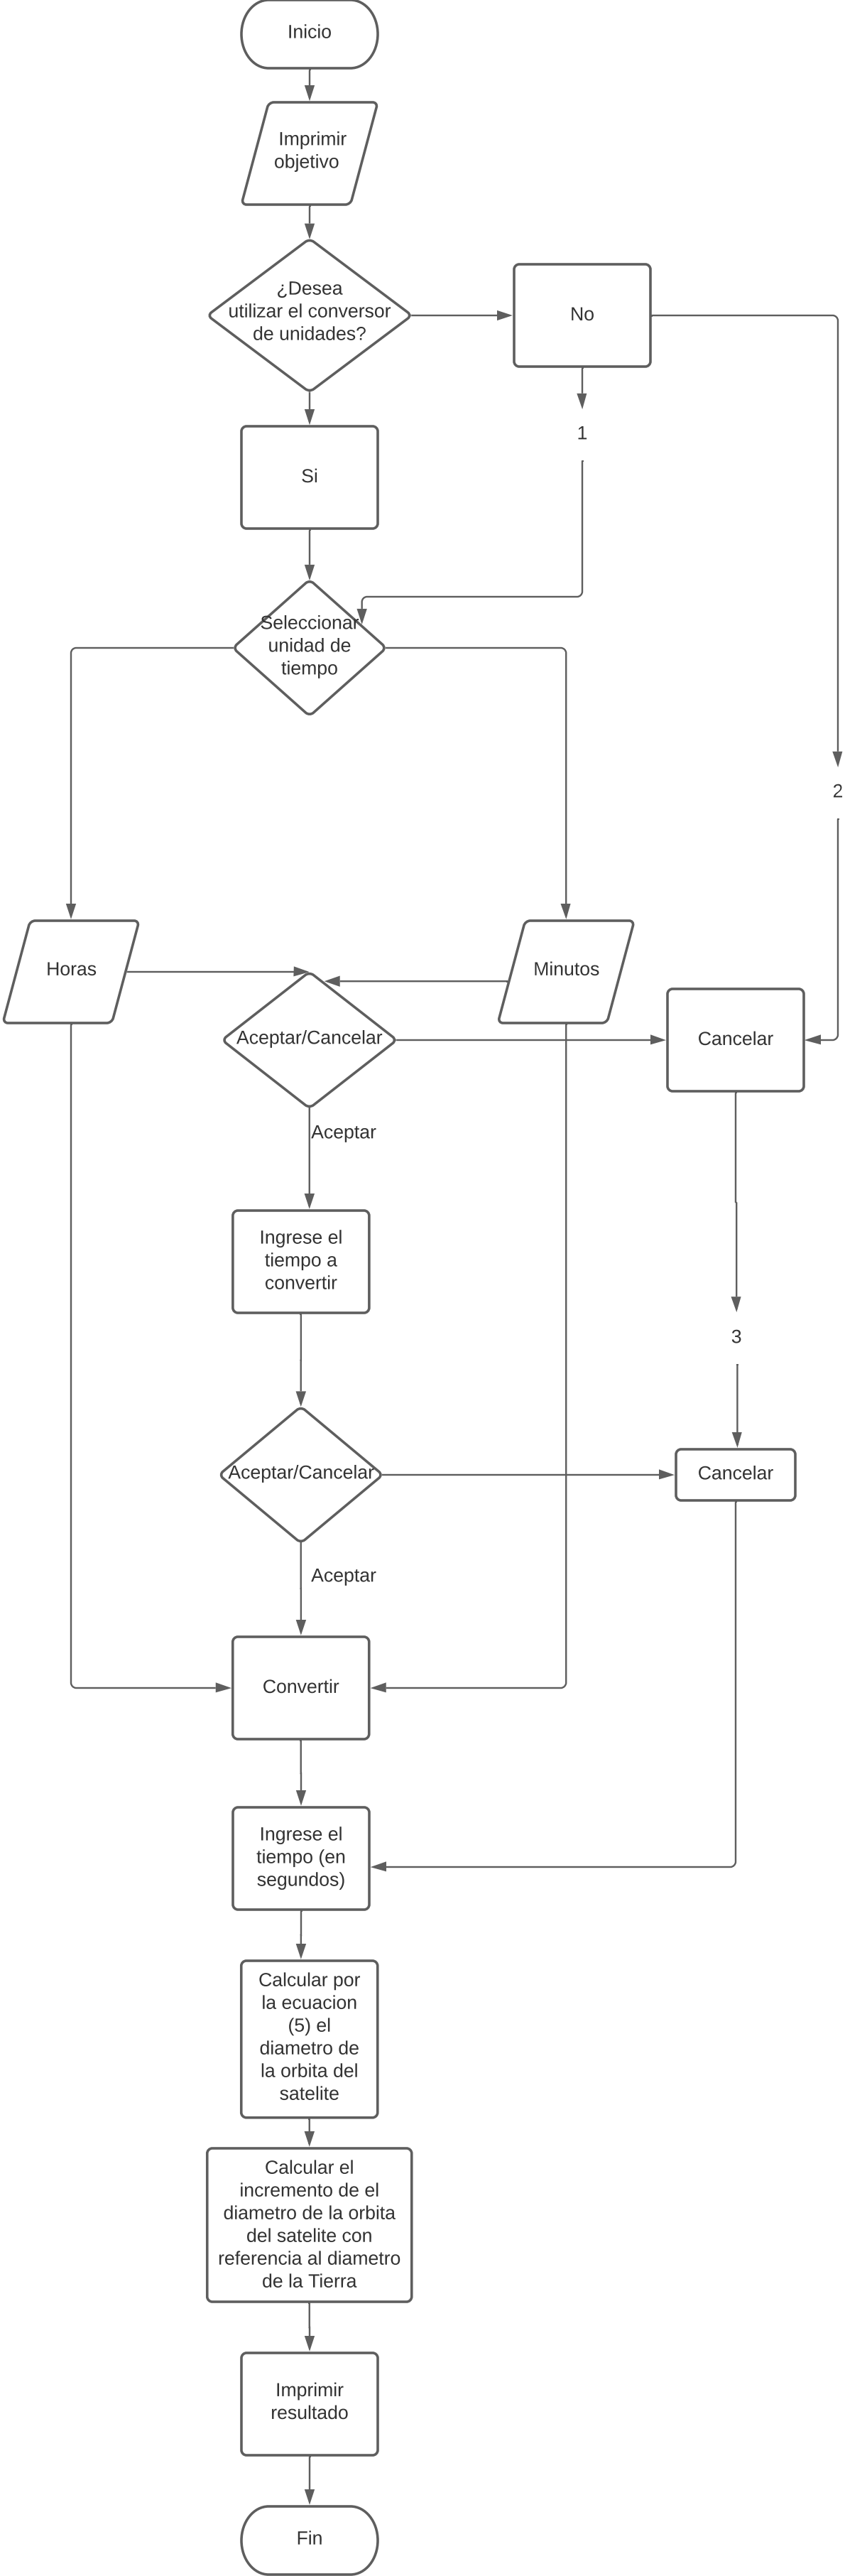 Inicio
Imprimir
objetivo
¿Desea
utilizar el conversor
de unidades?
No
1
Si
Seleccionar
unidad de
tiempo
2
Horas
Minutos
Aceptar/Cancelar
Cancelar
Aceptar
Ingrese el
tiempo a
convertir
3
Aceptar/Cancelar
Cancelar
Aceptar
Convertir
Ingrese el
tiempo (en
segundos)
Calcular por
la ecuacion
(5) el
diametro de
la orbita del
satelite
Calcular el
incremento de el
diametro de la orbita
del satelite con
referencia al diametro
de la Tierra
Imprimir
resultado
Fin